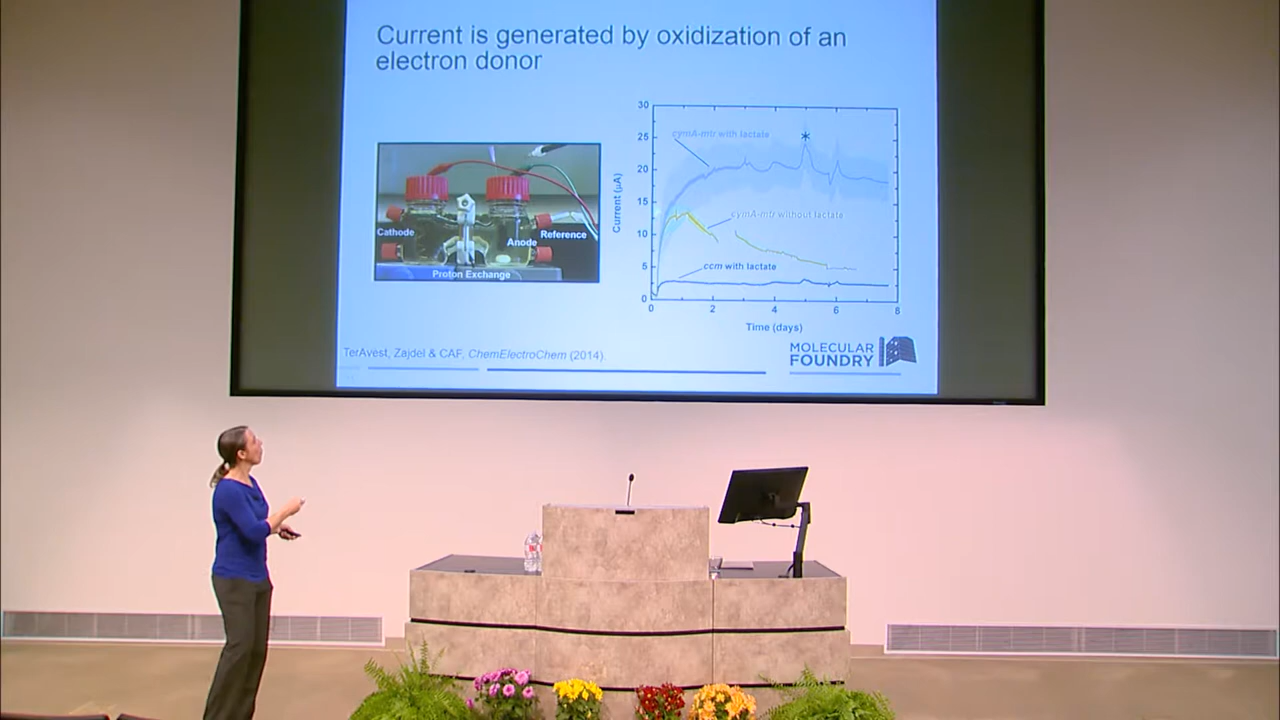 Current is generated by oxidization of an
electron donor
Cathode
Anode
Reference
Proton Exchange
30
25
20
15
10
5
0
Current (μA)
cymA-mtr with lactate
*
cymA-mtr without lactate
ccm with lactate
0 2 4 6 8
Time (days)
TerAvest, Zajdel & CAF, ChemElectroChem (2014).
MOLECULAR
FOUNDRY